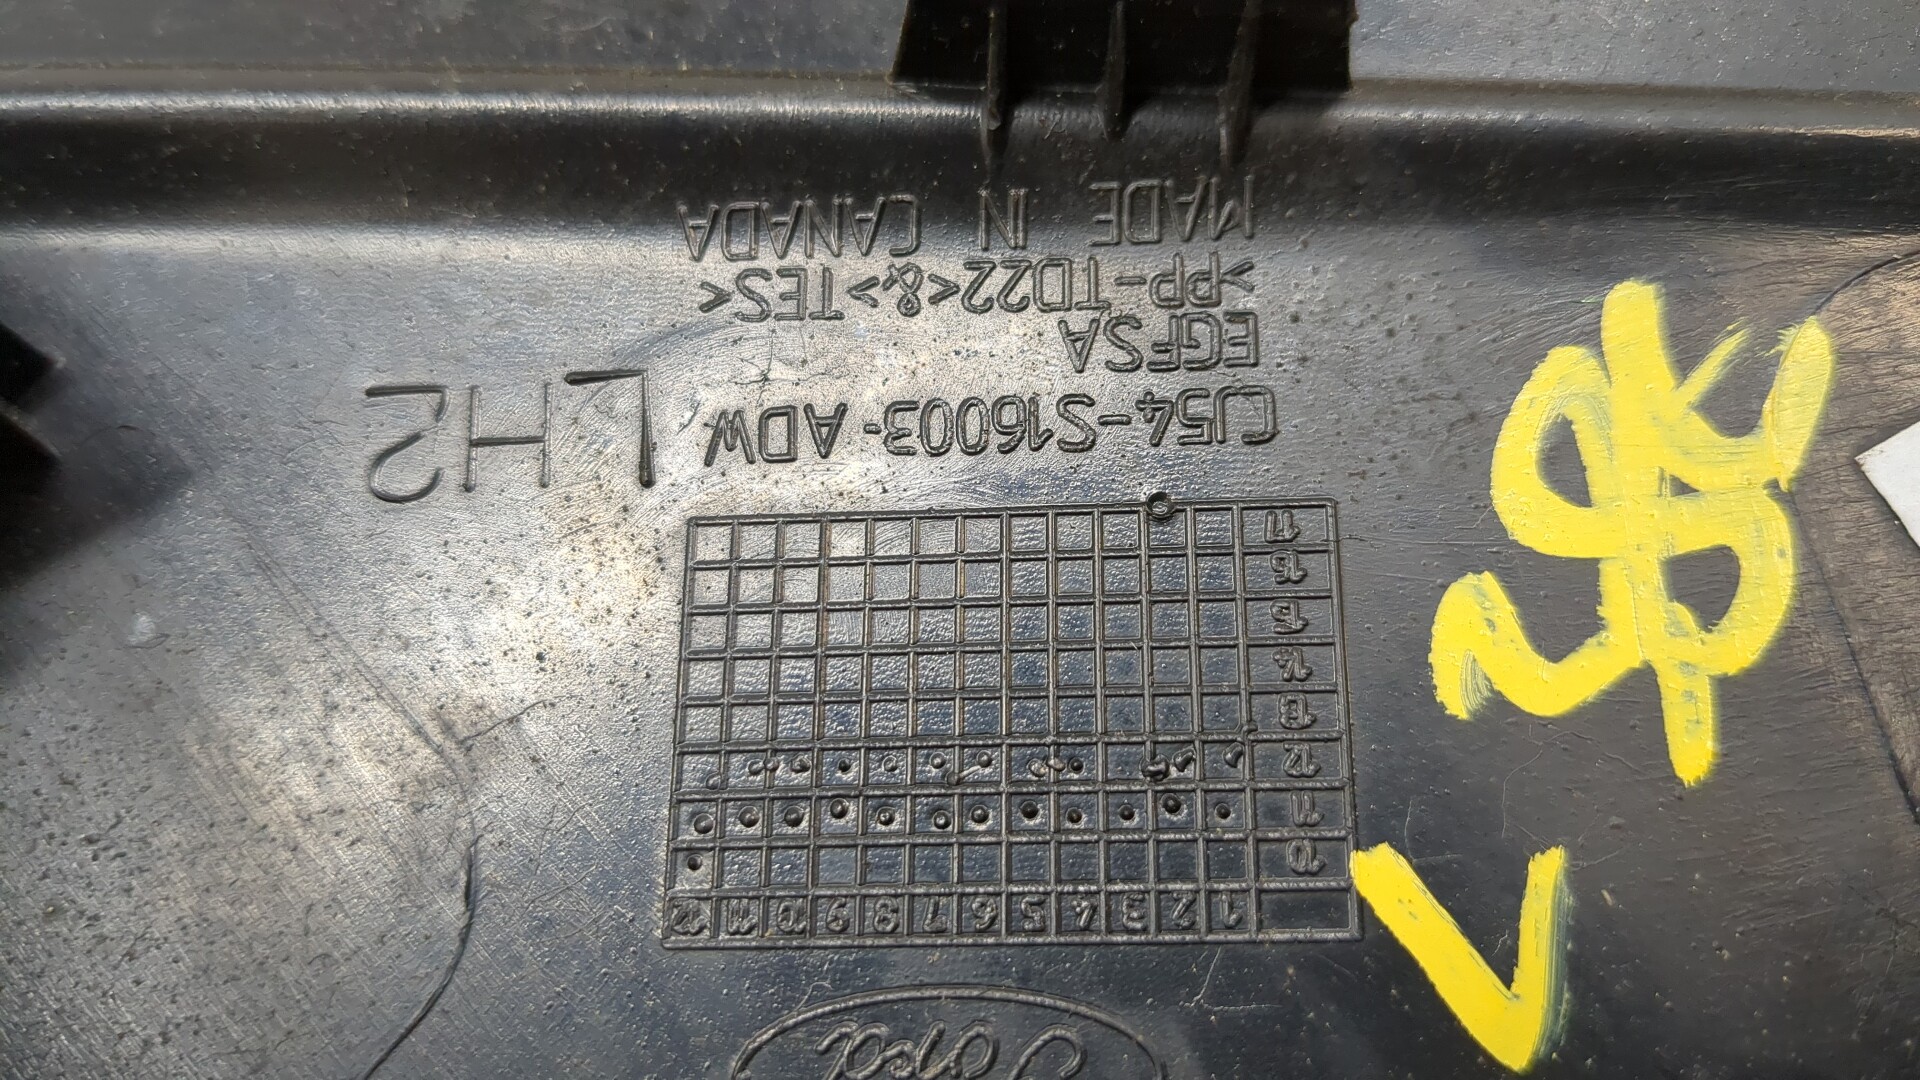 Ford
1 2 3 4 5 6 7 8 9 10 11 12
10
11
12
13
14
15
16
17
CJ54-S16003-ADW LH2
EGFSA
>PP-TD22<&>TES<
MADE IN CANADA